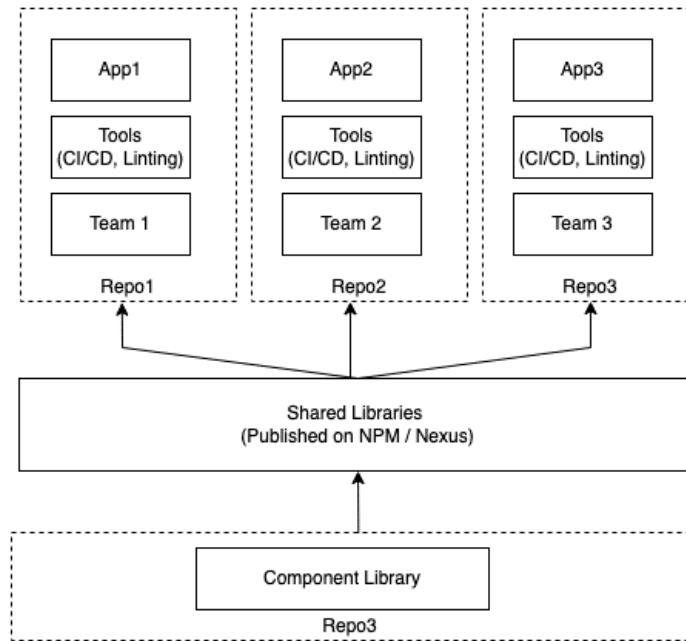 App1
Tools
(CI/CD, Linting)
Team 1
Repo1
App2
Tools
(CI/CD, Linting)
Team 2
Repo2
App3
Tools
(CI/CD, Linting)
Team 3
Repo3
Shared Libraries
(Published on NPM / Nexus)
Component Library
Repo3